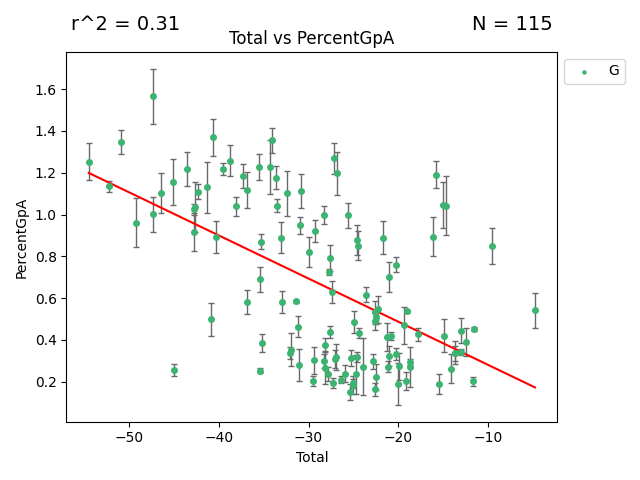 r^2 = 0.31 N = 115
Total vs PercentGpA
G
1.6
1.4
1.2
1.0
0.8
0.6
0.4
0.2
PercentGpA
−50 −40 −30 −20 −10
Total